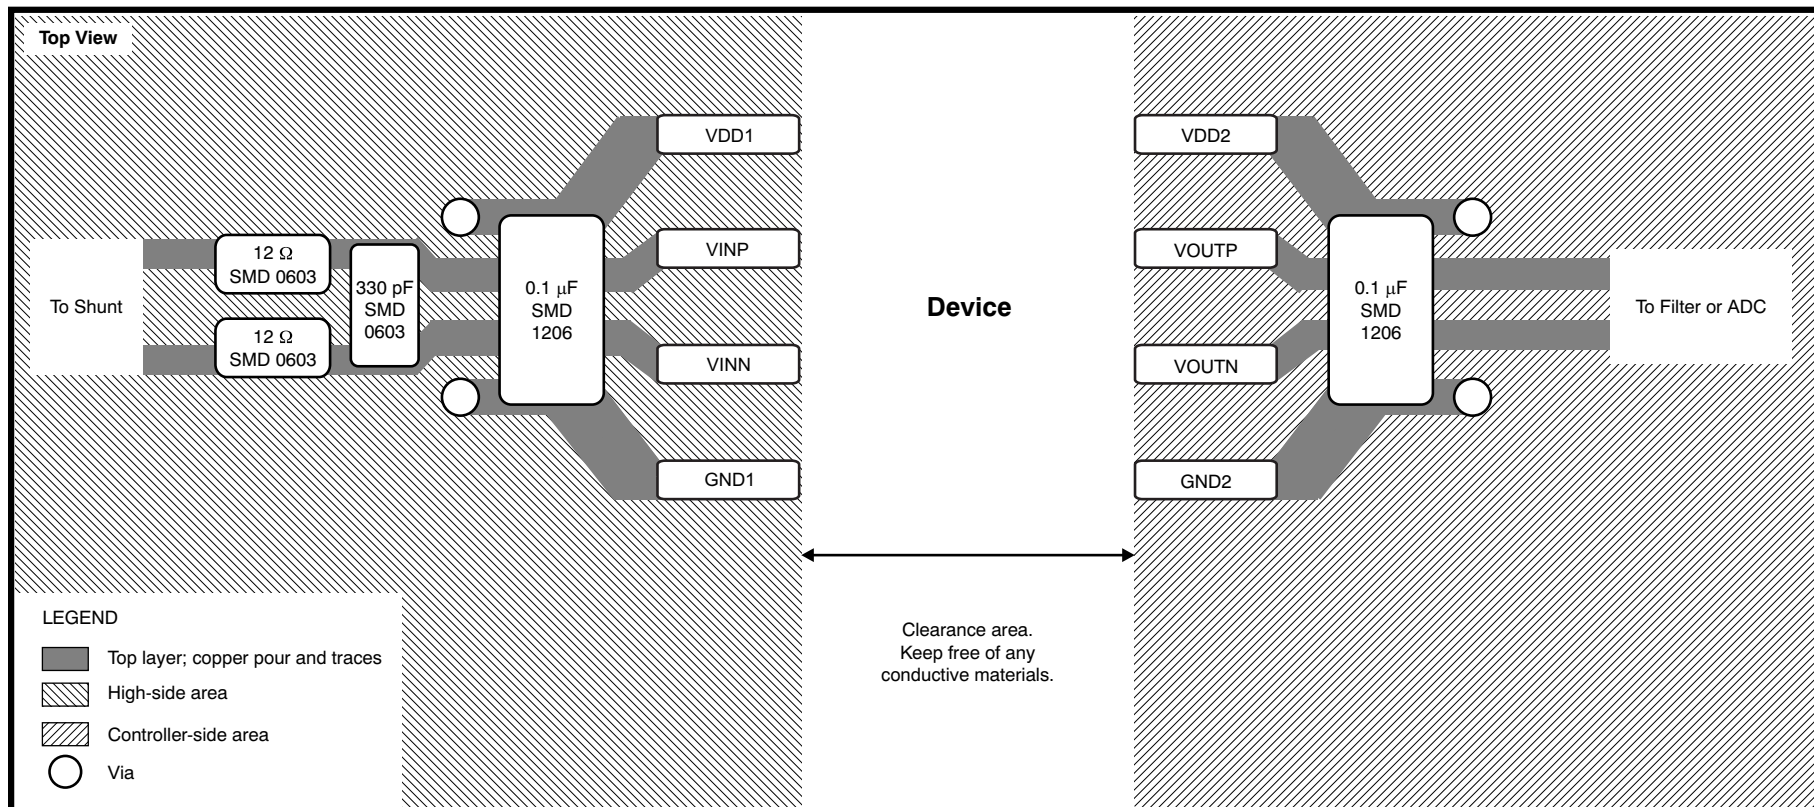 Top View
VDD1
VDD2
12 Ω
SMD 0603
VINP
VOUTP
To Shunt
330 pF
SMD
0603
0.1 μF
SMD
1206
Device
0.1 μF
SMD
1206
To Filter or ADC
12 Ω
SMD 0603
VINN
VOUTN
GND1
GND2
Clearance area.
Keep free of any
conductive materials.
LEGEND
Top layer; copper pour and traces
High-side area
Controller-side area
Via